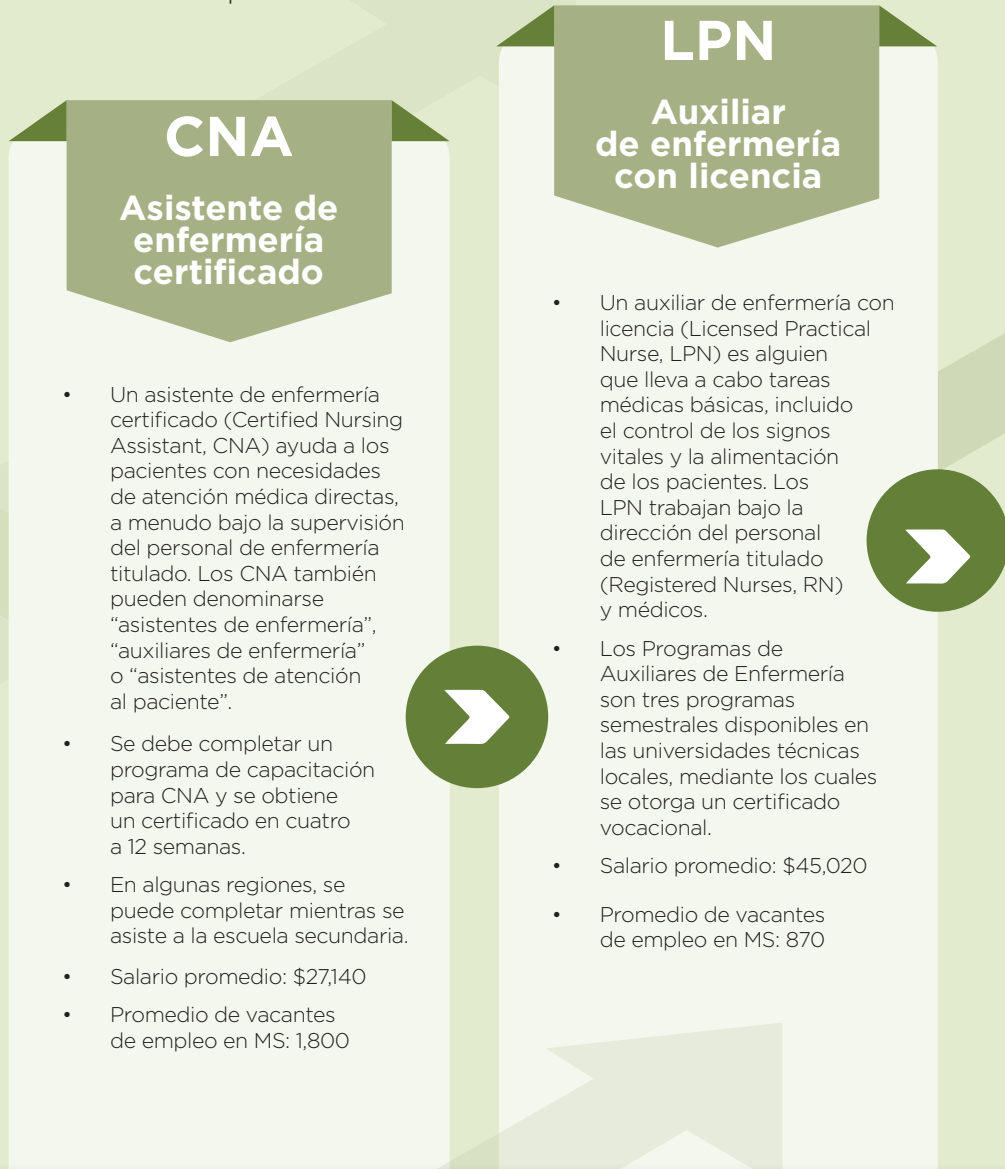 CNA
Asistente de
enfermería
certificado
• Un asistente de enfermería
certificado (Certified Nursing
Assistant, CNA) ayuda a los
pacientes con necesidades
de atención médica directas,
a menudo bajo la supervisión
del personal de enfermería
titulado. Los CNA también
pueden denominarse
“asistentes de enfermería”,
“auxiliares de enfermería”
o “asistentes de atención
al paciente”.
• Se debe completar un
programa de capacitación
para CNA y se obtiene
un certificado en cuatro
a 12 semanas.
• En algunas regiones, se
puede completar mientras se
asiste a la escuela secundaria.
• Salario promedio: $27,140
• Promedio de vacantes
de empleo en MS: 1,800
LPN
Auxiliar
de enfermería
con licencia
• Un auxiliar de enfermería con
licencia (Licensed Practical
Nurse, LPN) es alguien
que lleva a cabo tareas
médicas básicas, incluido
el control de los signos
vitales y la alimentación
de los pacientes. Los
LPN trabajan bajo la
dirección del personal
de enfermería titulado
(Registered Nurses, RN)
y médicos.
• Los Programas de
Auxiliares de Enfermería
son tres programas
semestrales disponibles en
las universidades técnicas
locales, mediante los cuales
se otorga un certificado
vocacional.
• Salario promedio: $45,020
• Promedio de vacantes
de empleo en MS: 870